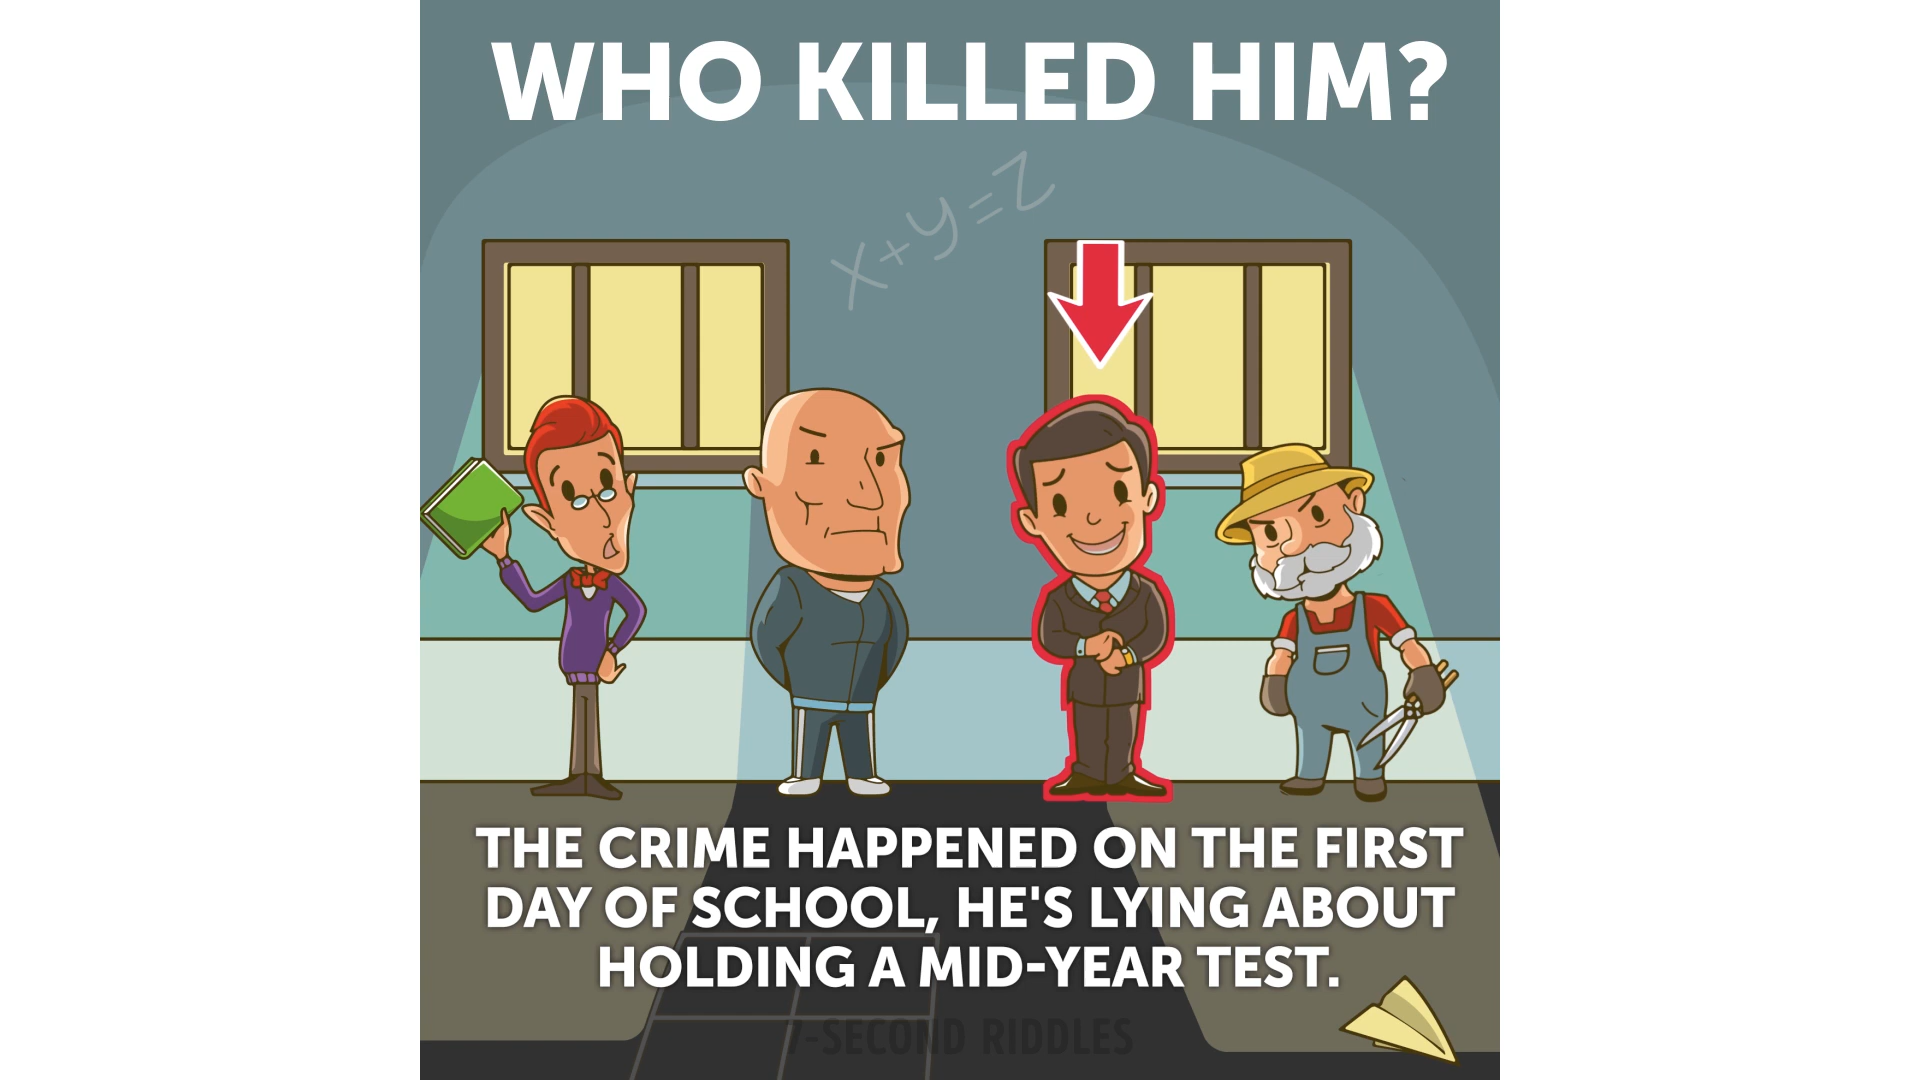 WHO KILLED HIM?
x+y=z
THE CRIME HAPPENED ON THE FIRST
DAY OF SCHOOL, HE'S LYING ABOUT
HOLDING A MID-YEAR TEST.
7-SECOND RIDDLES